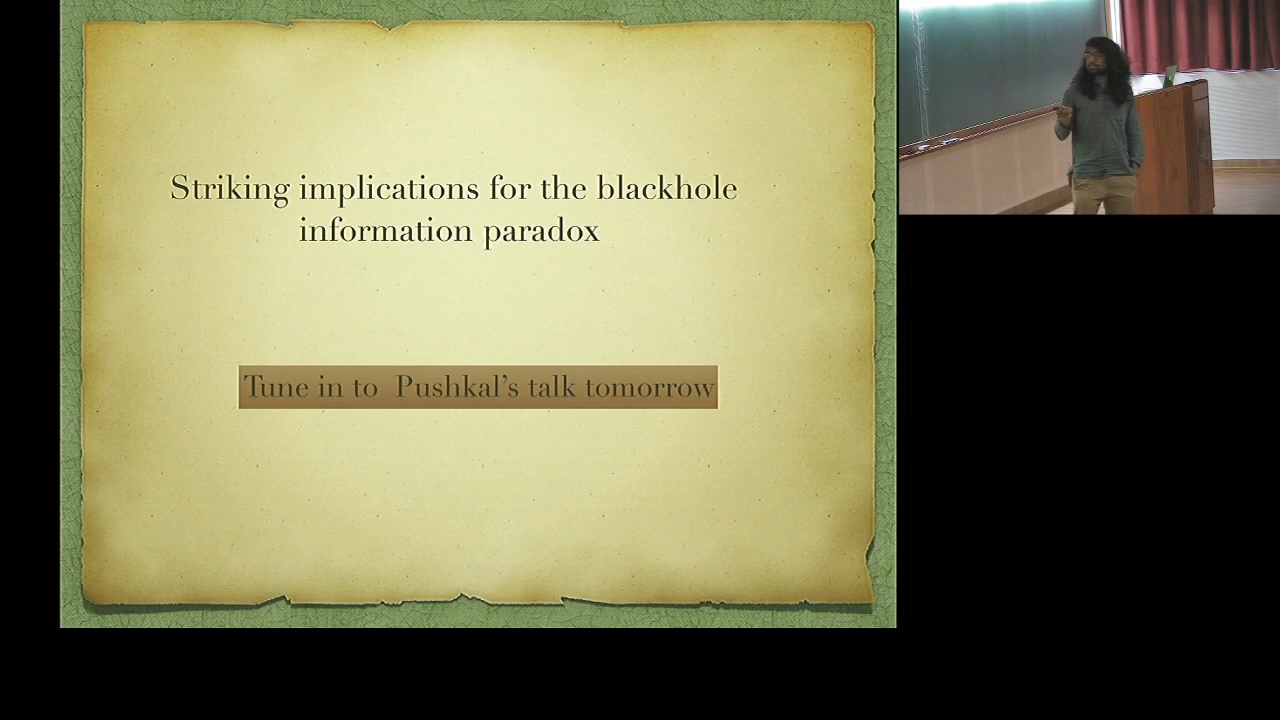 Striking implications for the blackhole
information paradox
Tune in to Pushkal's talk tomorrow